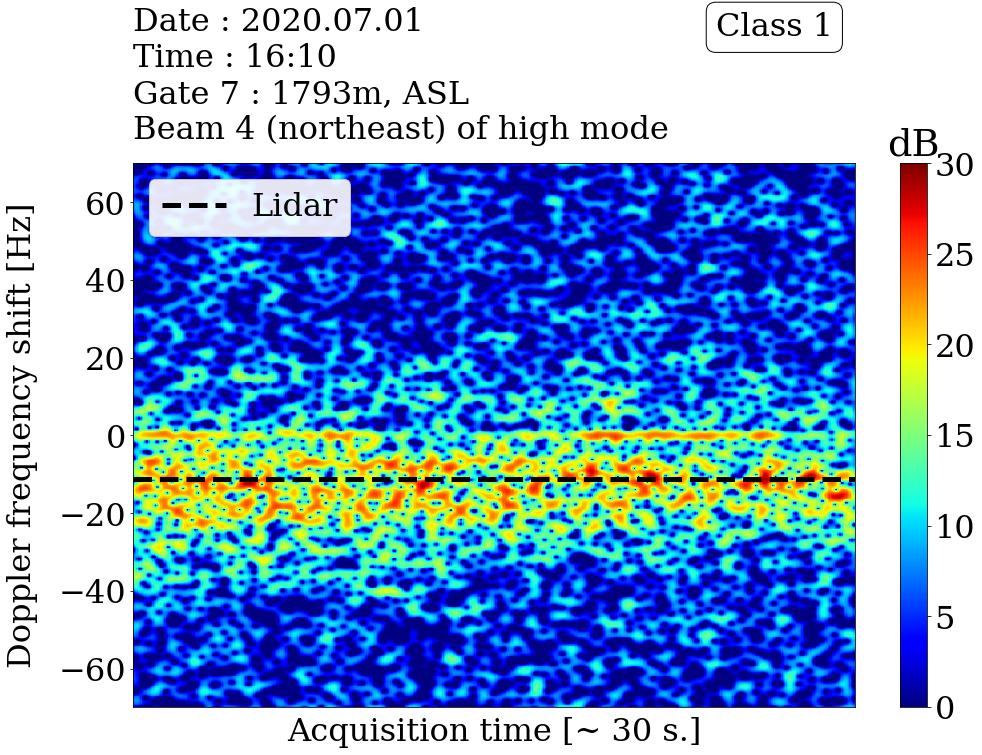 Date : 2020.07.01
Time : 16:10
Gate 7 : 1793m, ASL
Beam 4 (northeast) of high mode
Class 1
dB
Lidar
Doppler frequency shift [Hz]
60
40
20
0
−20
−40
−60
30
25
20
15
10
5
0
Acquisition time [~ 30 s.]